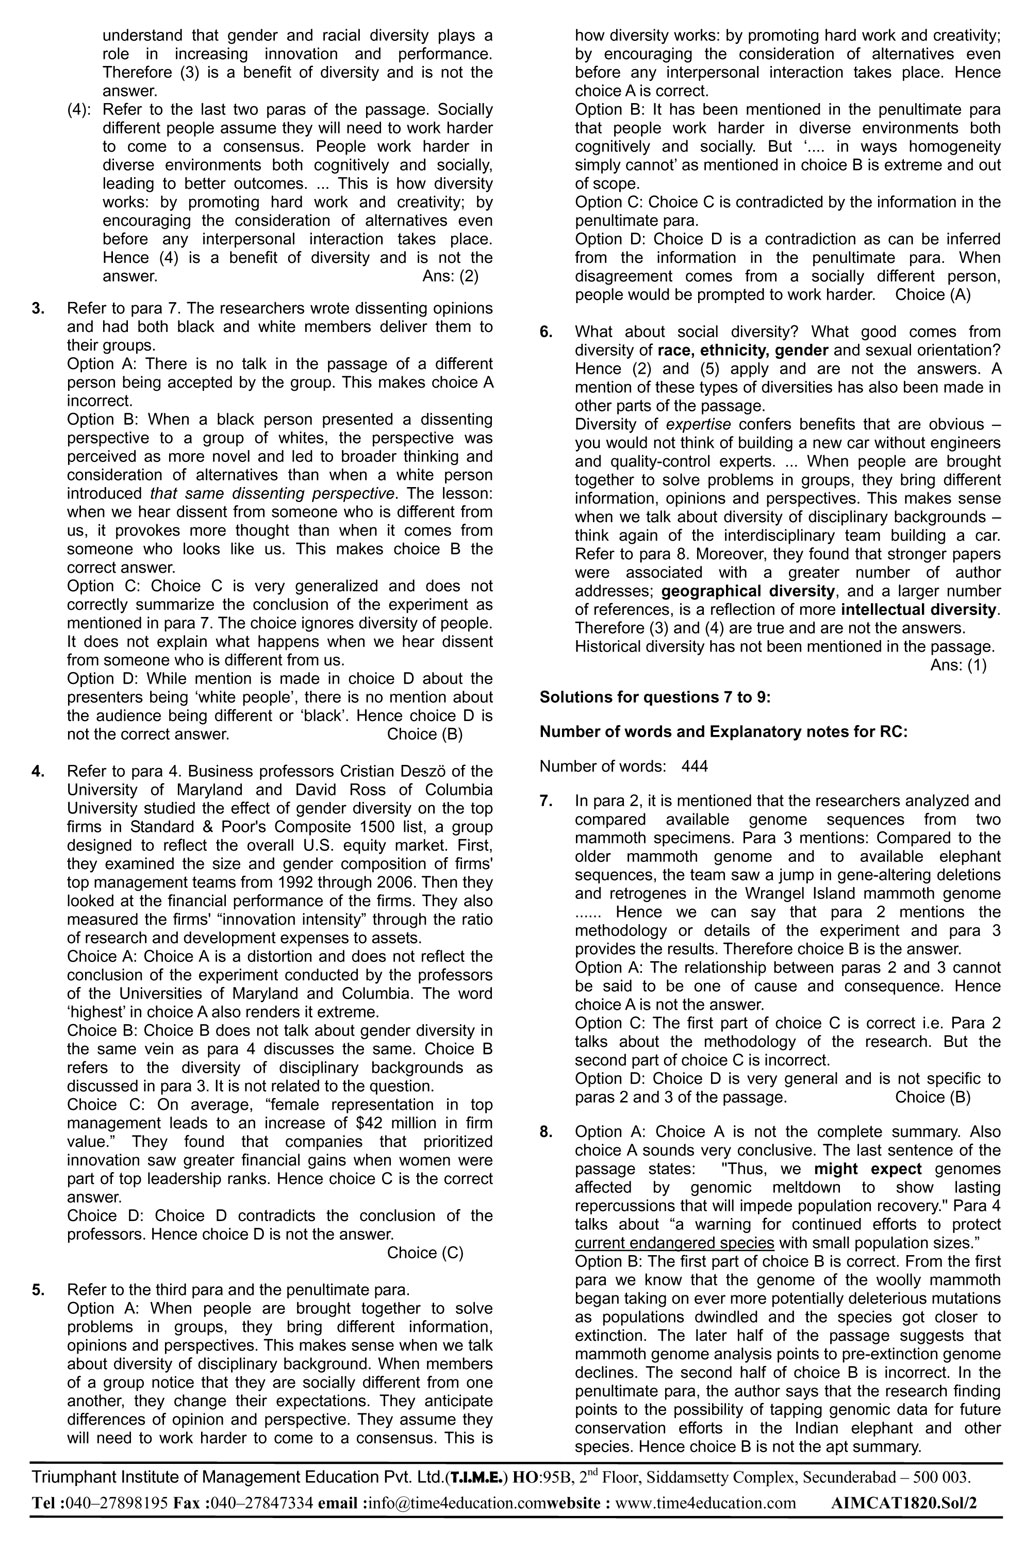 understand that gender and racial diversity plays a
role in increasing innovation and performance.
Therefore (3) is a benefit of diversity and is not the
answer.
(4): Refer to the last two paras of the passage. Socially
different people assume they will need to work harder
to come to a consensus. People work harder in
diverse environments both cognitively and socially,
leading to better outcomes. ... This is how diversity
works: by promoting hard work and creativity; by
encouraging the consideration of alternatives even
before any interpersonal interaction takes place.
Hence (4) is a benefit of diversity and is not the
answer. Ans: (2)
3. Refer to para 7. The researchers wrote dissenting opinions
and had both black and white members deliver them to
their groups.
Option A: There is no talk in the passage of a different
person being accepted by the group. This makes choice A
incorrect.
Option B: When a black person presented a dissenting
perspective to a group of whites, the perspective was
perceived as more novel and led to broader thinking and
consideration of alternatives than when a white person
introduced that same dissenting perspective. The lesson:
when we hear dissent from someone who is different from
us, it provokes more thought than when it comes from
someone who looks like us. This makes choice B the
correct answer.
Option C: Choice C is very generalized and does not
correctly summarize the conclusion of the experiment as
mentioned in para 7. The choice ignores diversity of people.
It does not explain what happens when we hear dissent
from someone who is different from us.
Option D: While mention is made in choice D about the
presenters being ‘white people’, there is no mention about
the audience being different or ‘black’. Hence choice D is
not the correct answer. Choice (B)
4. Refer to para 4. Business professors Cristian Deszö of the
University of Maryland and David Ross of Columbia
University studied the effect of gender diversity on the top
firms in Standard & Poor's Composite 1500 list, a group
designed to reflect the overall U.S. equity market. First,
they examined the size and gender composition of firms'
top management teams from 1992 through 2006. Then they
looked at the financial performance of the firms. They also
measured the firms' “innovation intensity” through the ratio
of research and development expenses to assets.
Choice A: Choice A is a distortion and does not reflect the
conclusion of the experiment conducted by the professors
of the Universities of Maryland and Columbia. The word
‘highest’ in choice A also renders it extreme.
Choice B: Choice B does not talk about gender diversity in
the same vein as para 4 discusses the same. Choice B
refers to the diversity of disciplinary backgrounds as
discussed in para 3. It is not related to the question.
Choice C: On average, “female representation in top
management leads to an increase of $42 million in firm
value.” They found that companies that prioritized
innovation saw greater financial gains when women were
part of top leadership ranks. Hence choice C is the correct
answer.
Choice D: Choice D contradicts the conclusion of the
professors. Hence choice D is not the answer.
Choice (C)
5. Refer to the third para and the penultimate para.
Option A: When people are brought together to solve
problems in groups, they bring different information,
opinions and perspectives. This makes sense when we talk
about diversity of disciplinary background. When members
of a group notice that they are socially different from one
another, they change their expectations. They anticipate
differences of opinion and perspective. They assume they
will need to work harder to come to a consensus. This is
how diversity works: by promoting hard work and creativity;
by encouraging the consideration of alternatives even
before any interpersonal interaction takes place. Hence
choice A is correct.
Option B: It has been mentioned in the penultimate para
that people work harder in diverse environments both
cognitively and socially. But ‘.... in ways homogeneity
simply cannot’ as mentioned in choice B is extreme and out
of scope.
Option C: Choice C is contradicted by the information in the
penultimate para.
Option D: Choice D is a contradiction as can be inferred
from the information in the penultimate para. When
disagreement comes from a socially different person,
people would be prompted to work harder. Choice (A)
6. What about social diversity? What good comes from
diversity of race, ethnicity, gender and sexual orientation?
Hence (2) and (5) apply and are not the answers. A
mention of these types of diversities has also been made in
other parts of the passage.
Diversity of expertise confers benefits that are obvious –
you would not think of building a new car without engineers
and quality-control experts. ... When people are brought
together to solve problems in groups, they bring different
information, opinions and perspectives. This makes sense
when we talk about diversity of disciplinary backgrounds –
think again of the interdisciplinary team building a car.
Refer to para 8. Moreover, they found that stronger papers
were associated with a greater number of author
addresses; geographical diversity, and a larger number
of references, is a reflection of more intellectual diversity.
Therefore (3) and (4) are true and are not the answers.
Historical diversity has not been mentioned in the passage.
Ans: (1)
Solutions for questions 7 to 9:
Number of words and Explanatory notes for RC:
Number of words: 444
7. In para 2, it is mentioned that the researchers analyzed and
compared available genome sequences from two
mammoth specimens. Para 3 mentions: Compared to the
older mammoth genome and to available elephant
sequences, the team saw a jump in gene-altering deletions
and retrogenes in the Wrangel Island mammoth genome
...... Hence we can say that para 2 mentions the
methodology or details of the experiment and para 3
provides the results. Therefore choice B is the answer.
Option A: The relationship between paras 2 and 3 cannot
be said to be one of cause and consequence. Hence
choice A is not the answer.
Option C: The first part of choice C is correct i.e. Para 2
talks about the methodology of the research. But the
second part of choice C is incorrect.
Option D: Choice D is very general and is not specific to
paras 2 and 3 of the passage. Choice (B)
8. Option A: Choice A is not the complete summary. Also
choice A sounds very conclusive. The last sentence of the
passage states: "Thus, we might expect genomes
affected by genomic meltdown to show lasting
repercussions that will impede population recovery." Para 4
talks about “a warning for continued efforts to protect
current endangered species with small population sizes.”
Option B: The first part of choice B is correct. From the first
para we know that the genome of the woolly mammoth
began taking on ever more potentially deleterious mutations
as populations dwindled and the species got closer to
extinction. The later half of the passage suggests that
mammoth genome analysis points to pre-extinction genome
declines. The second half of choice B is incorrect. In the
penultimate para, the author says that the research finding
points to the possibility of tapping genomic data for future
conservation efforts in the Indian elephant and other
species. Hence choice B is not the apt summary.
Triumphant Institute of Management Education Pvt. Ltd.(T.I.M.E.) HO:95B, 2nd Floor, Siddamsetty Complex, Secunderabad – 500 003.
Tel :040–27898195 Fax :040–27847334 email :info@time4education.comwebsite : www.time4education.com AIMCAT1820.Sol/2